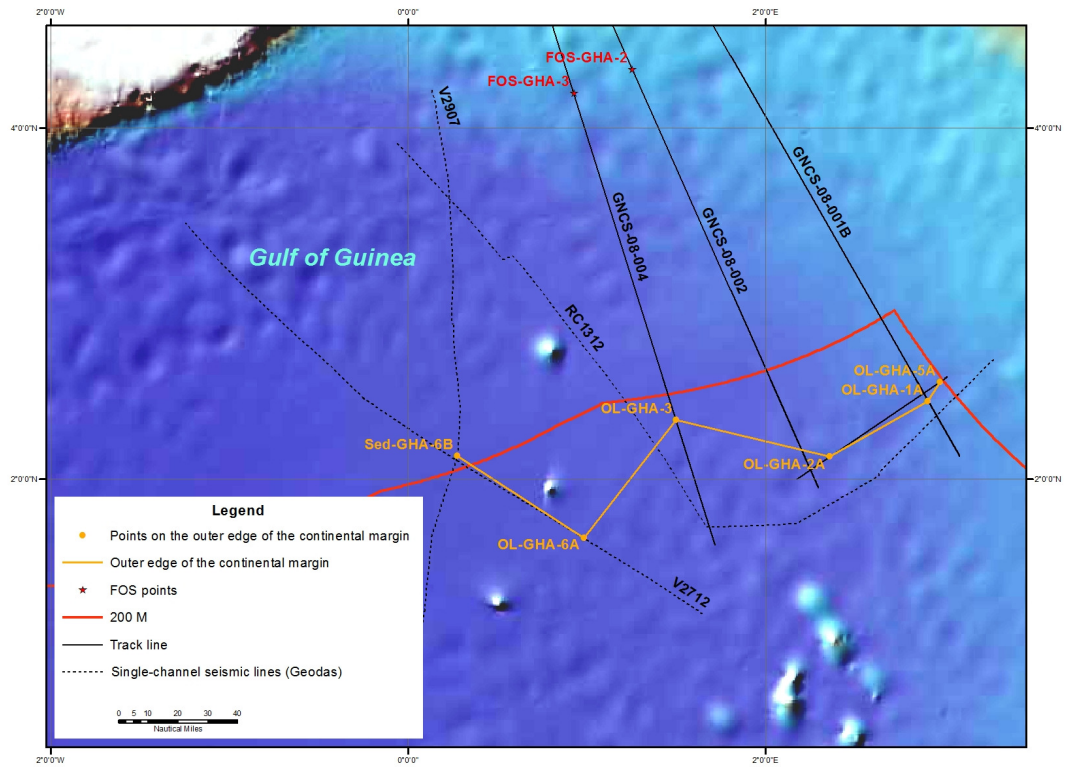 2°0'0"W
0°0'0"
2°0'0"E
FOS-GHA-2
FOS-GHA-3
V2907
4°0'0"N
4°0'0"N
GNCS-08-001B
GNCS-08-004
GNCS-08-002
Gulf of Guinea
RC1312
OL-GHA-5A
OL-GHA-1A
OL-GHA-3
Sed-GHA-6B
OL-GHA-2A
2°0'0"N
2°0'0"N
OL-GHA-6A
V2712
Legend
Points on the outer edge of the continental margin
Outer edge of the continental margin
FOS points
200 M
Track line
Single-channel seismic lines (Geodas)
0 5 10 20 30 40
Nautical Miles
2°0'0"W
0°0'0"
2°0'0"E